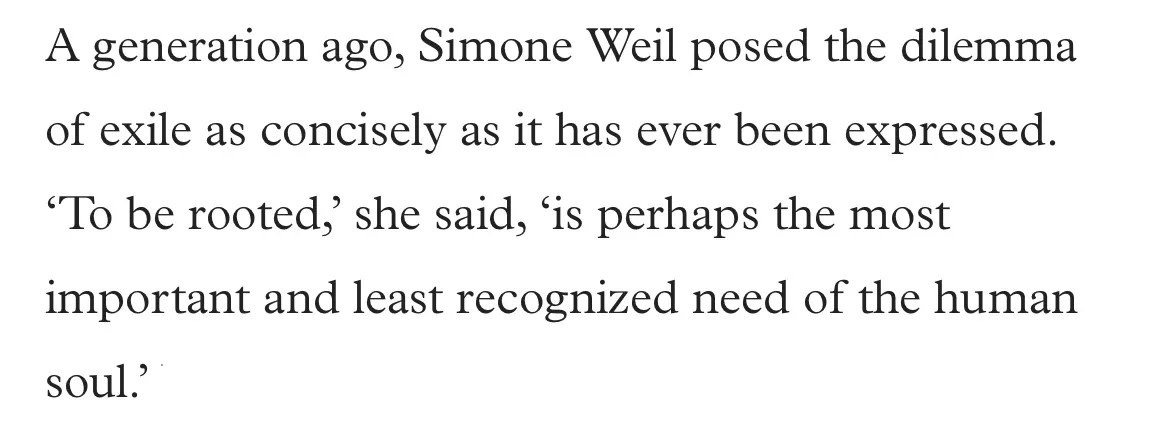 A generation ago, Simone Weil posed the dilemma
of exile as concisely as it has ever been expressed.
‘To be rooted,’ she said, ‘is perhaps the most
important and least recognized need of the human
soul.’